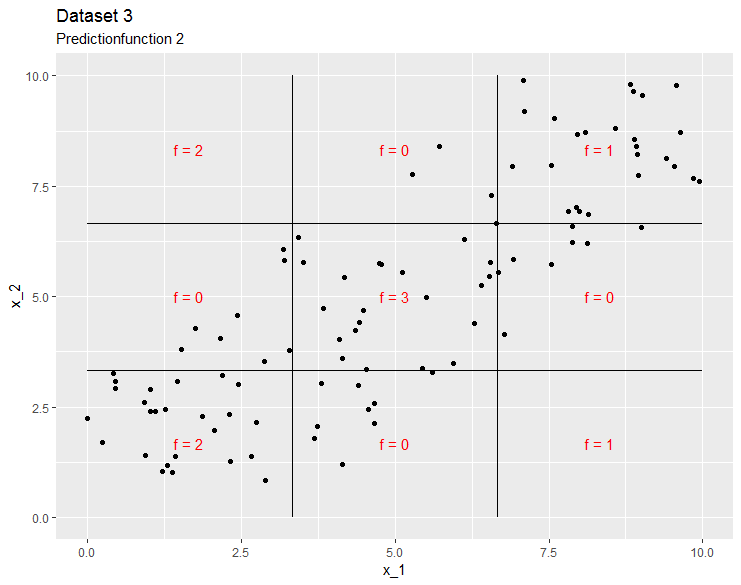 Dataset 3
Predictionfunction 2
10.0
f = 2 f = 0 f = 1
7.5
x_2
5.0
f = 0 f = 3 f = 0
2.5
f = 2 f = 0 f = 1
0.0
0.0 2.5 5.0 7.5 10.0
x_1